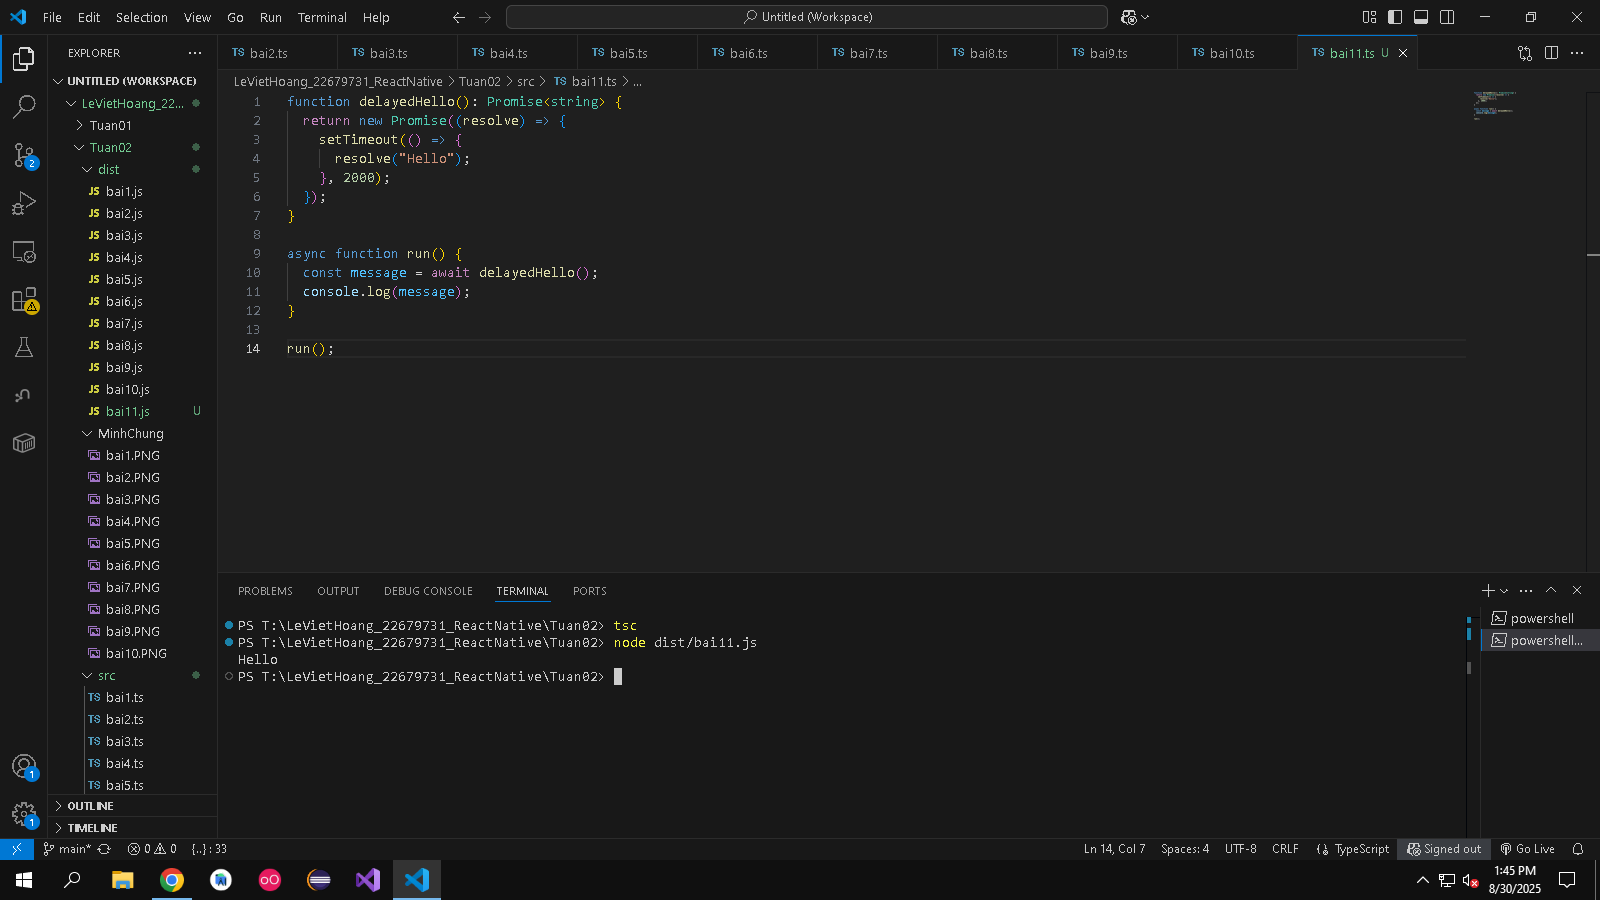 File Edit Selection View Go Run Terminal Help
Untitled (Workspace)
EXPLORER
UNTITLED (WORKSPACE)
LeVietHoang_22...
Tuan01
Tuan02
dist
JS bai1.js
JS bai2.js
JS bai3.js
JS bai4.js
JS bai5.js
JS bai6.js
JS bai7.js
JS bai8.js
JS bai9.js
JS bai10.js
JS bai11.js U
MinhChung
bai1.PNG
bai2.PNG
bai3.PNG
bai4.PNG
bai5.PNG
bai6.PNG
bai7.PNG
bai8.PNG
bai9.PNG
bai10.PNG
src
TS bai1.ts
TS bai2.ts
TS bai3.ts
TS bai4.ts
TS bai5.ts
OUTLINE
TIMELINE
2
1
1
TS bai2.ts TS bai3.ts TS bai4.ts TS bai5.ts TS bai6.ts TS bai7.ts TS bai8.ts TS bai9.ts TS bai10.ts TS bai11.ts U
LeVietHoang_22679731_ReactNative > Tuan02 > src > TS bai11.ts > ...
1 function delayedHello(): Promise<string> {
2 return new Promise((resolve) => {
3 setTimeout(() => {
4 resolve("Hello");
5 }, 2000);
6 });
7 }
8
9 async function run() {
10 const message = await delayedHello();
11 console.log(message);
12 }
13
14 run();
PROBLEMS OUTPUT DEBUG CONSOLE TERMINAL PORTS
PS T:\LeVietHoang_22679731_ReactNative\Tuan02> tsc
PS T:\LeVietHoang_22679731_ReactNative\Tuan02> node dist/bai11.js
Hello
PS T:\LeVietHoang_22679731_ReactNative\Tuan02>
powershell
powershell...
main* 0 0 {..} : 33
Ln 14, Col 7 Spaces: 4 UTF-8 CRLF TypeScript Signed out Go Live
1:45 PM
8/30/2025